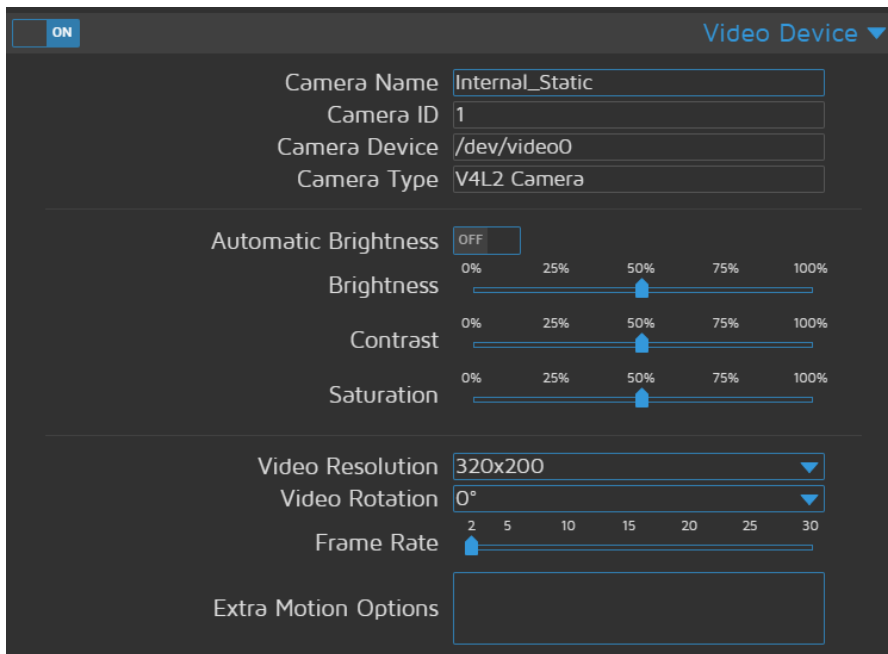 ON Video Device
Camera Name Internal_Static
Camera ID 1
Camera Device /dev/video0
Camera Type V4L2 Camera
Automatic Brightness OFF
0% 25% 50% 75% 100%
Brightness
0% 25% 50% 75% 100%
Contrast
0% 25% 50% 75% 100%
Saturation
Video Resolution 320x200
Video Rotation 0°
2 5 10 15 20 25 30
Frame Rate
Extra Motion Options